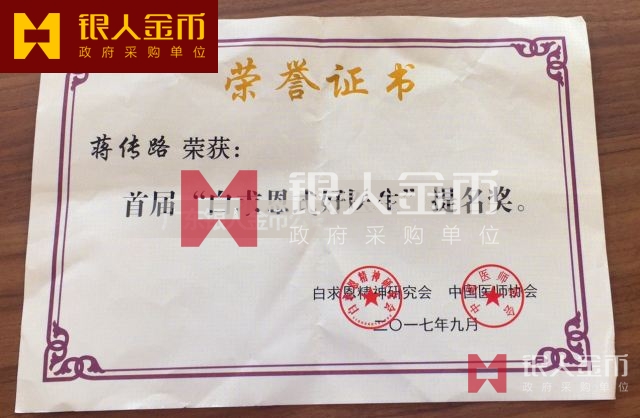 银人金币
政府采购单位
荣誉证书
蒋传路 荣获：
首届“白求恩式好医生”提名奖。
银人金币
政府采购单位
白求恩精神研究会 中国医师协会
二〇一七年九月
银人金币
政府采购单位